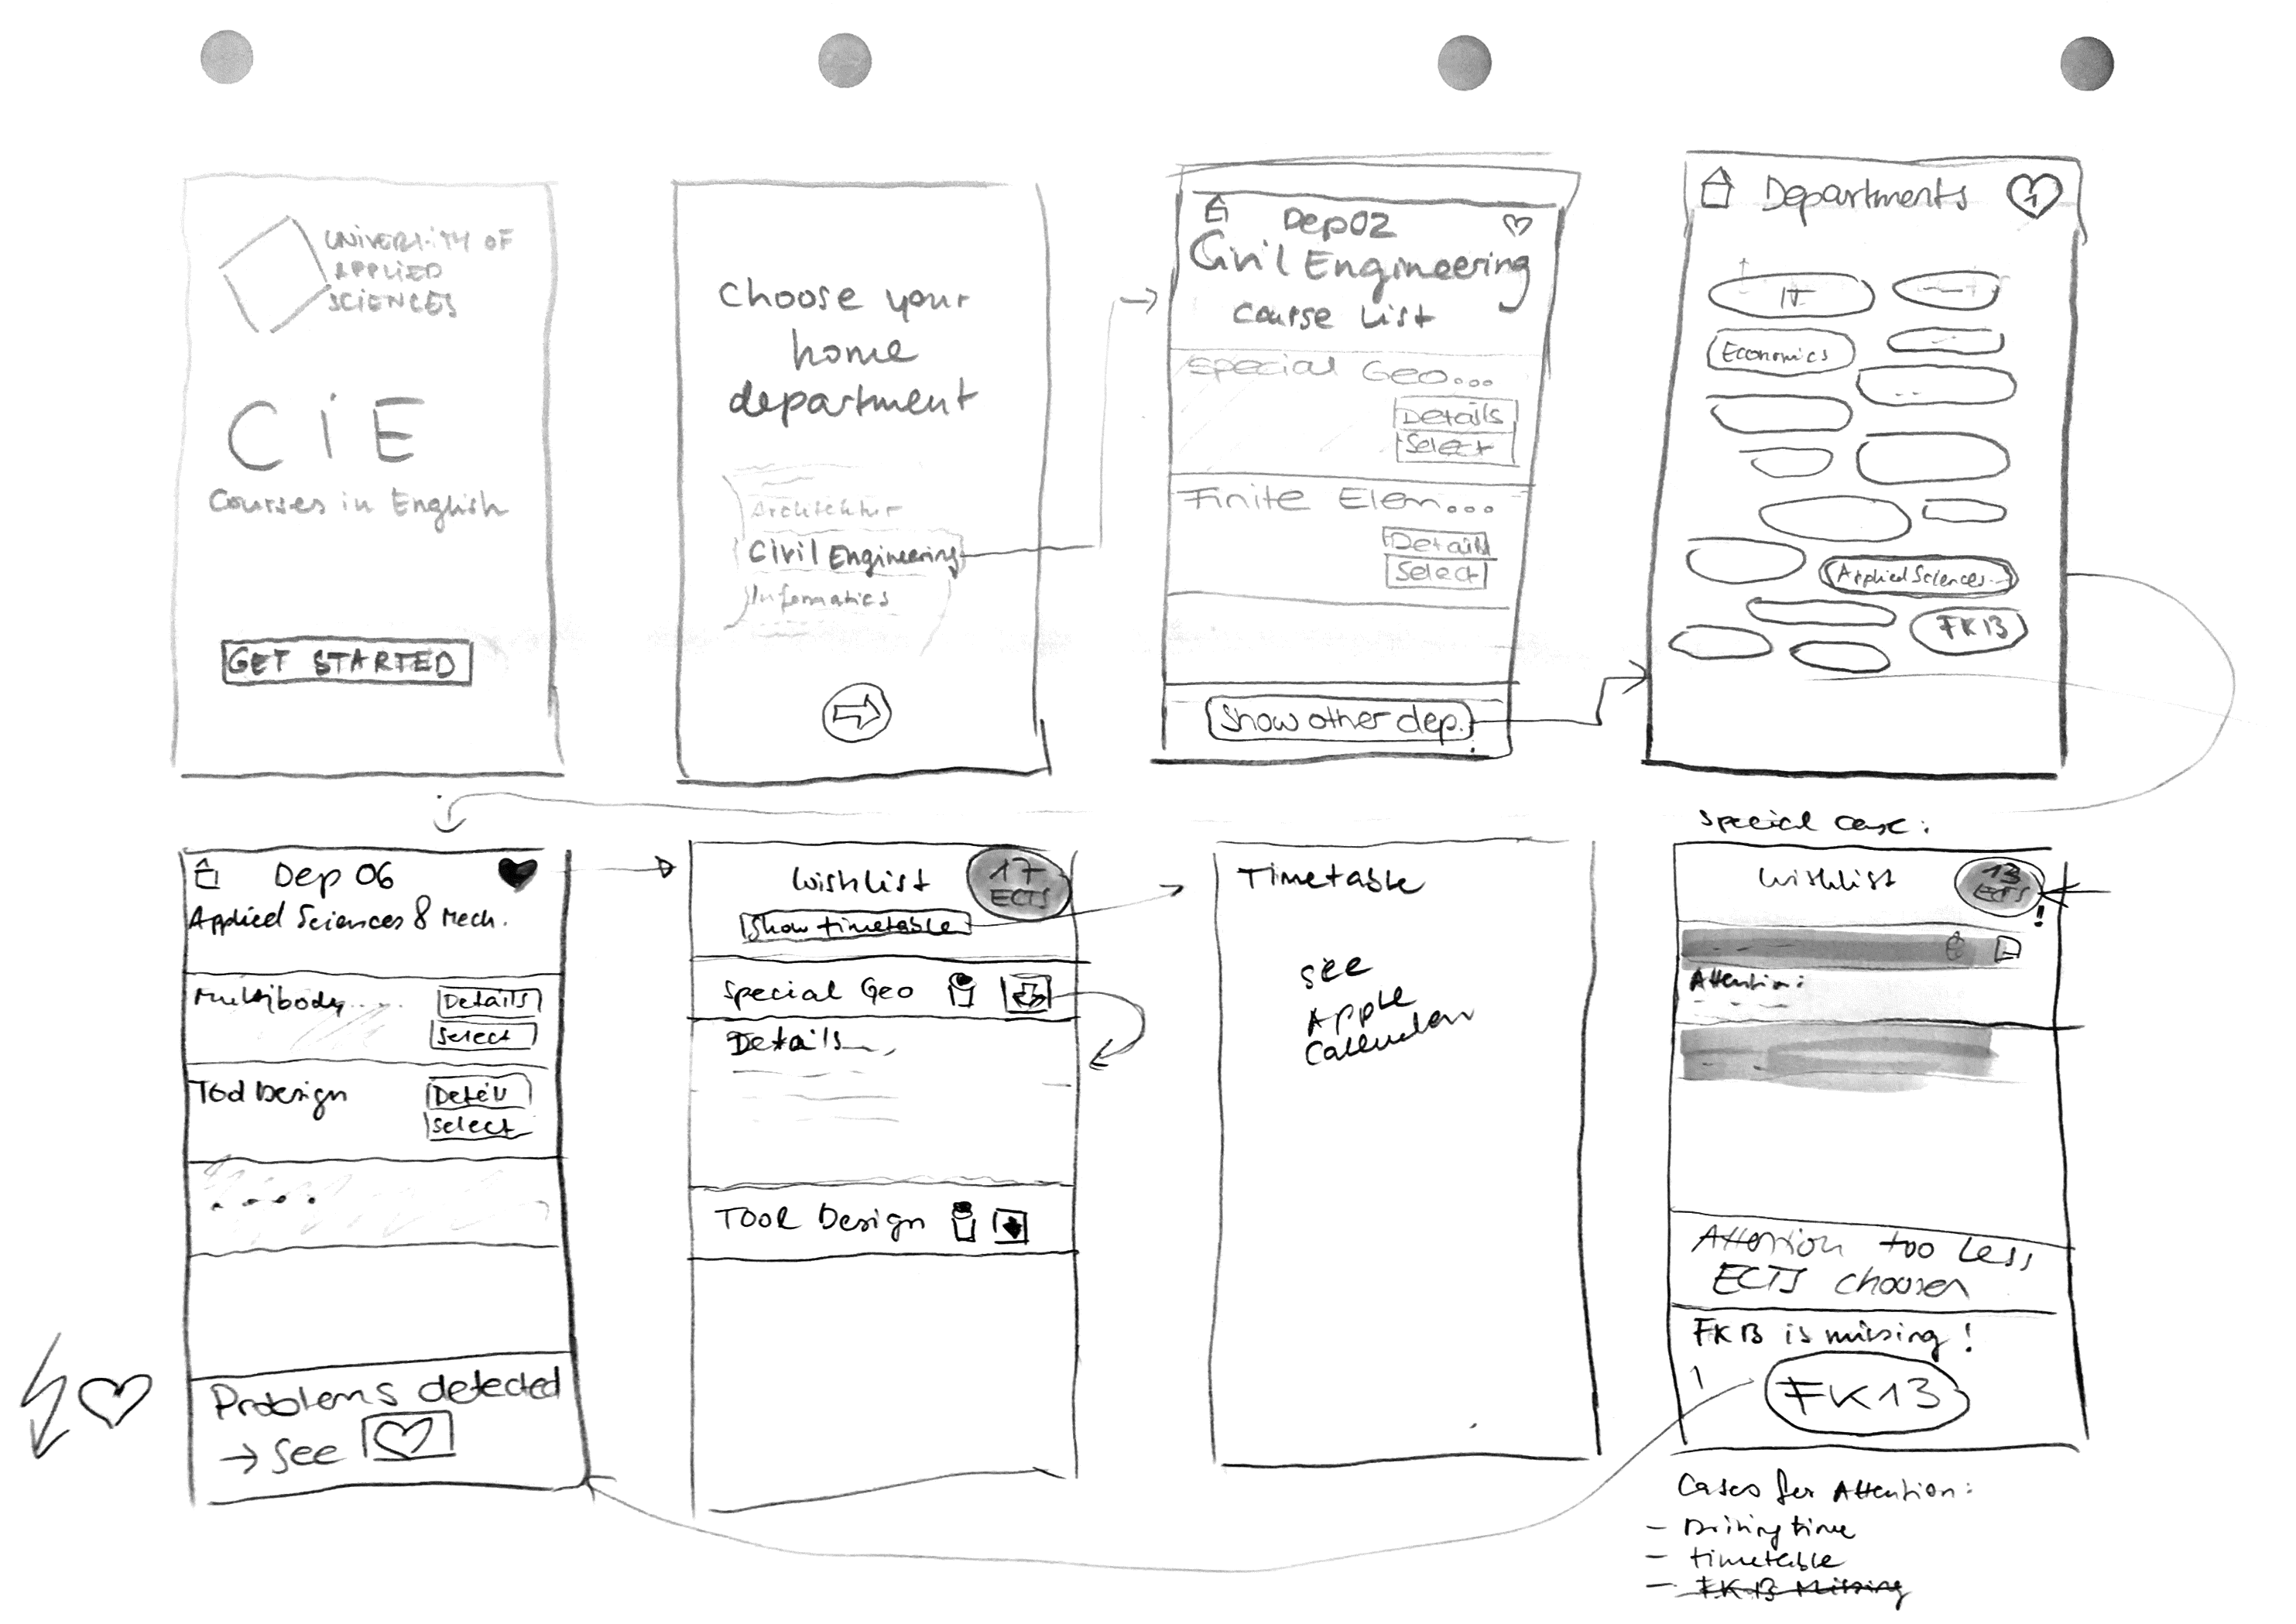 UNIVERSITY OF
APPLIED
SCIENCES
CiE
Courses in English
GET STARTED
Choose your
home
department
Civil Engineering
Informatics
Dep02
Civil Engineering
Course List
Special Geo...
Details
Select
Finite Elem...
Details
Select
Show other dep.
Departments
1
IT
Economics
Applied Sciences...
FK13
Dep 06
Applied Sciences & Mech.
Multibody....
Details
Select
Tool Design
Select
....
Problems detected
→ See
Wishlist
17
ECTS
Show timetable
Special Geo
Details
Tool Design
Timetable
see
Apple
Calendar
Special case:
Wishlist
13
ECTS
!
Attention:
Attention too less
ECTS choosen
FK13 is missing!
FK13
Cases for Attention:
- Driving time
- timetable
- FK 13 Missing